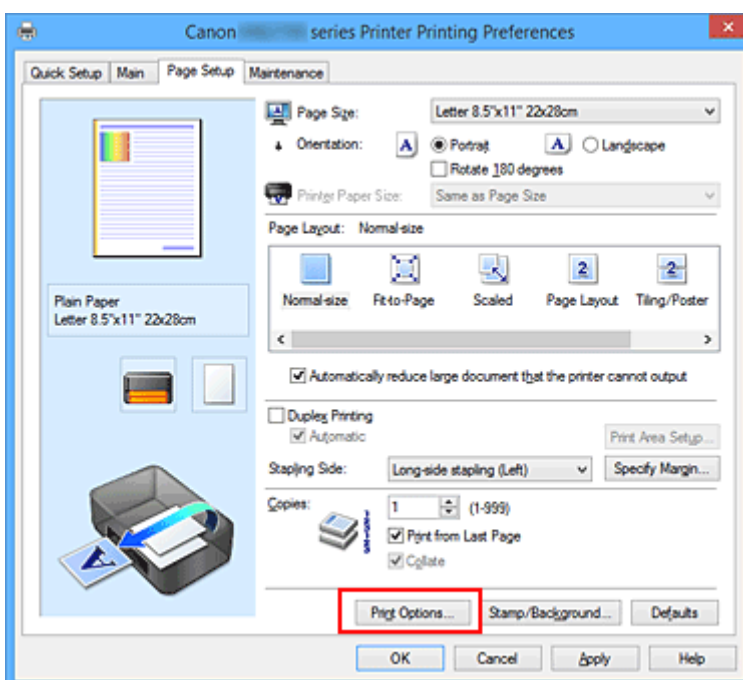 Canon series Printer Printing Preferences
Quick Setup Main Page Setup Maintenance
Page Size: Letter 8.5"x11" 22x28cm
Orientation: A Portrait A Landscape
Rotate 180 degrees
Printer Paper Size: Same as Page Size
Page Layout: Normal-size
2 2
Normal-size Fit-to-Page Scaled Page Layout Tiling/Poster
Plain Paper
Letter 8.5"x11" 22x28cm
Automatically reduce large document that the printer cannot output
Duplex Printing
Automatic Print Area Setup...
Stapling Side: Long-side stapling (Left) Specify Margin...
Copies: 1 (1-999)
Print from Last Page
Collate
A
Print Options... Stamp/Background... Defaults
OK Cancel Apply Help